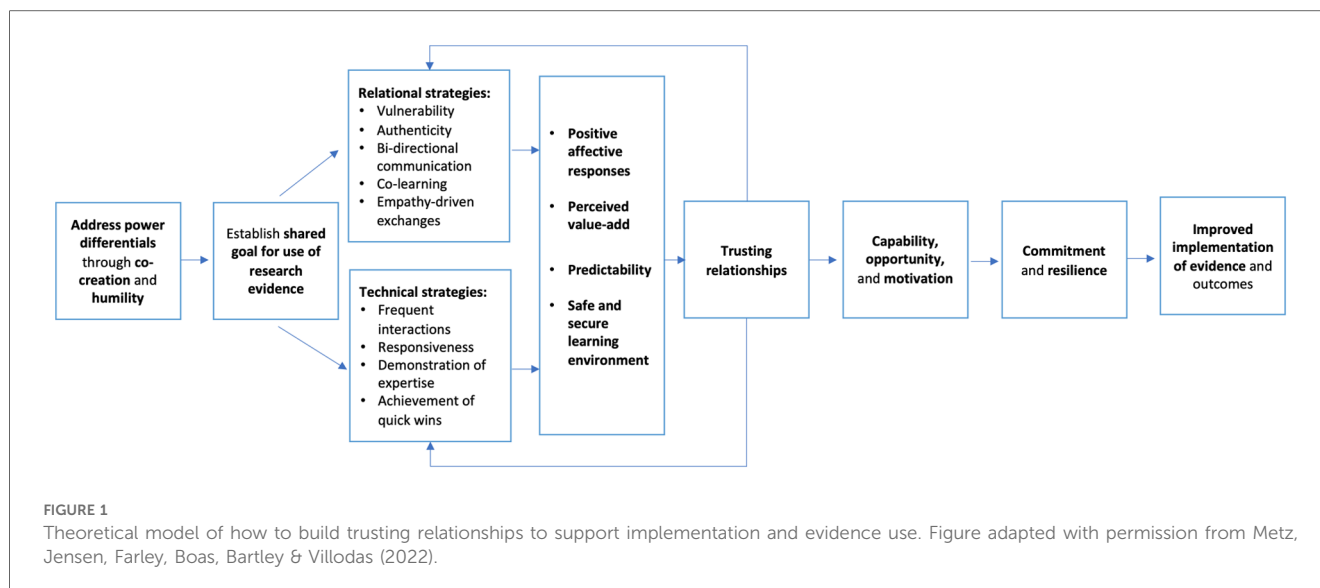 Address power
differentials
through co-
creation and
humility
Establish shared
goal for use of
research
evidence
Relational strategies:
• Vulnerability
• Authenticity
• Bi-directional
communication
• Co-learning
• Empathy-driven
exchanges
Technical strategies:
• Frequent
interactions
• Responsiveness
• Demonstration of
expertise
• Achievement of
quick wins
• Positive
affective
responses
• Perceived
value-add
• Predictability
• Safe and
secure
learning
environment
Trusting
relationships
Capability,
opportunity,
and motivation
Commitment
and resilience
Improved
implementation
of evidence and
outcomes
FIGURE 1
Theoretical model of how to build trusting relationships to support implementation and evidence use. Figure adapted with permission from Metz,
Jensen, Farley, Boas, Bartley & Villodas (2022).